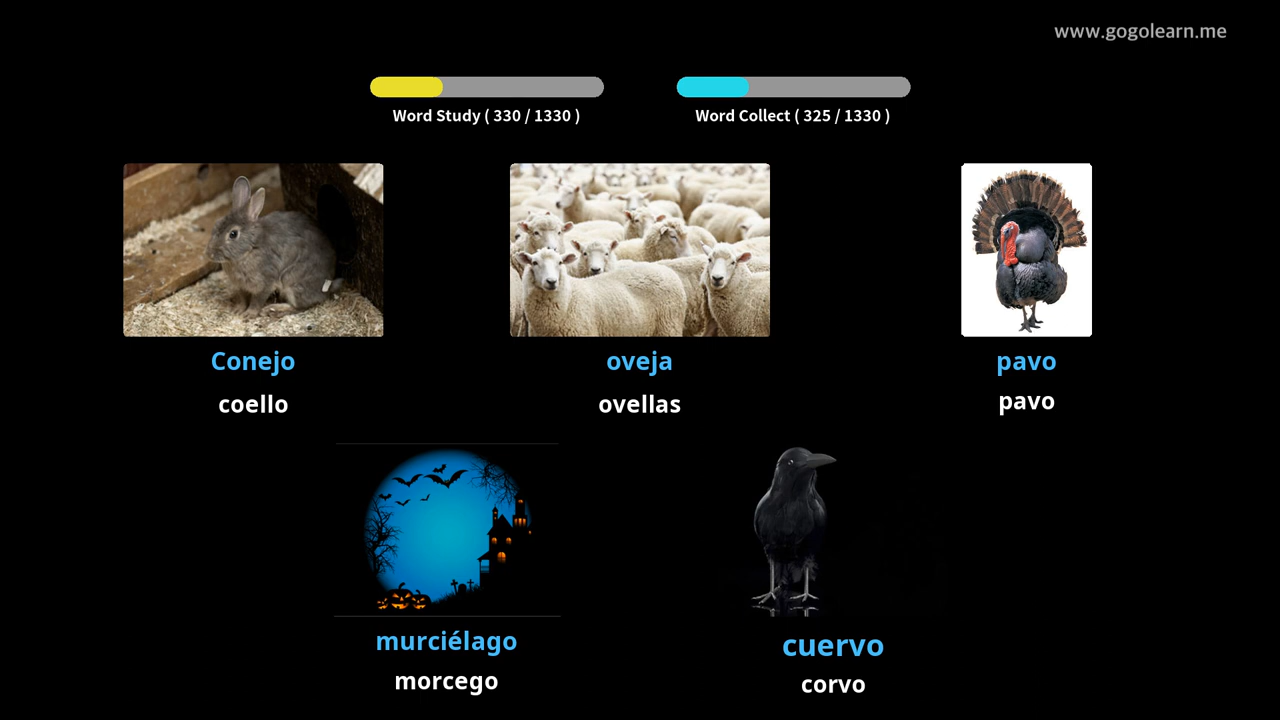 www.gogolearn.me
Word Study ( 330 / 1330 )
Word Collect ( 325 / 1330 )
Conejo
coello
oveja
ovellas
pavo
pavo
murciélago
morcego
cuervo
corvo